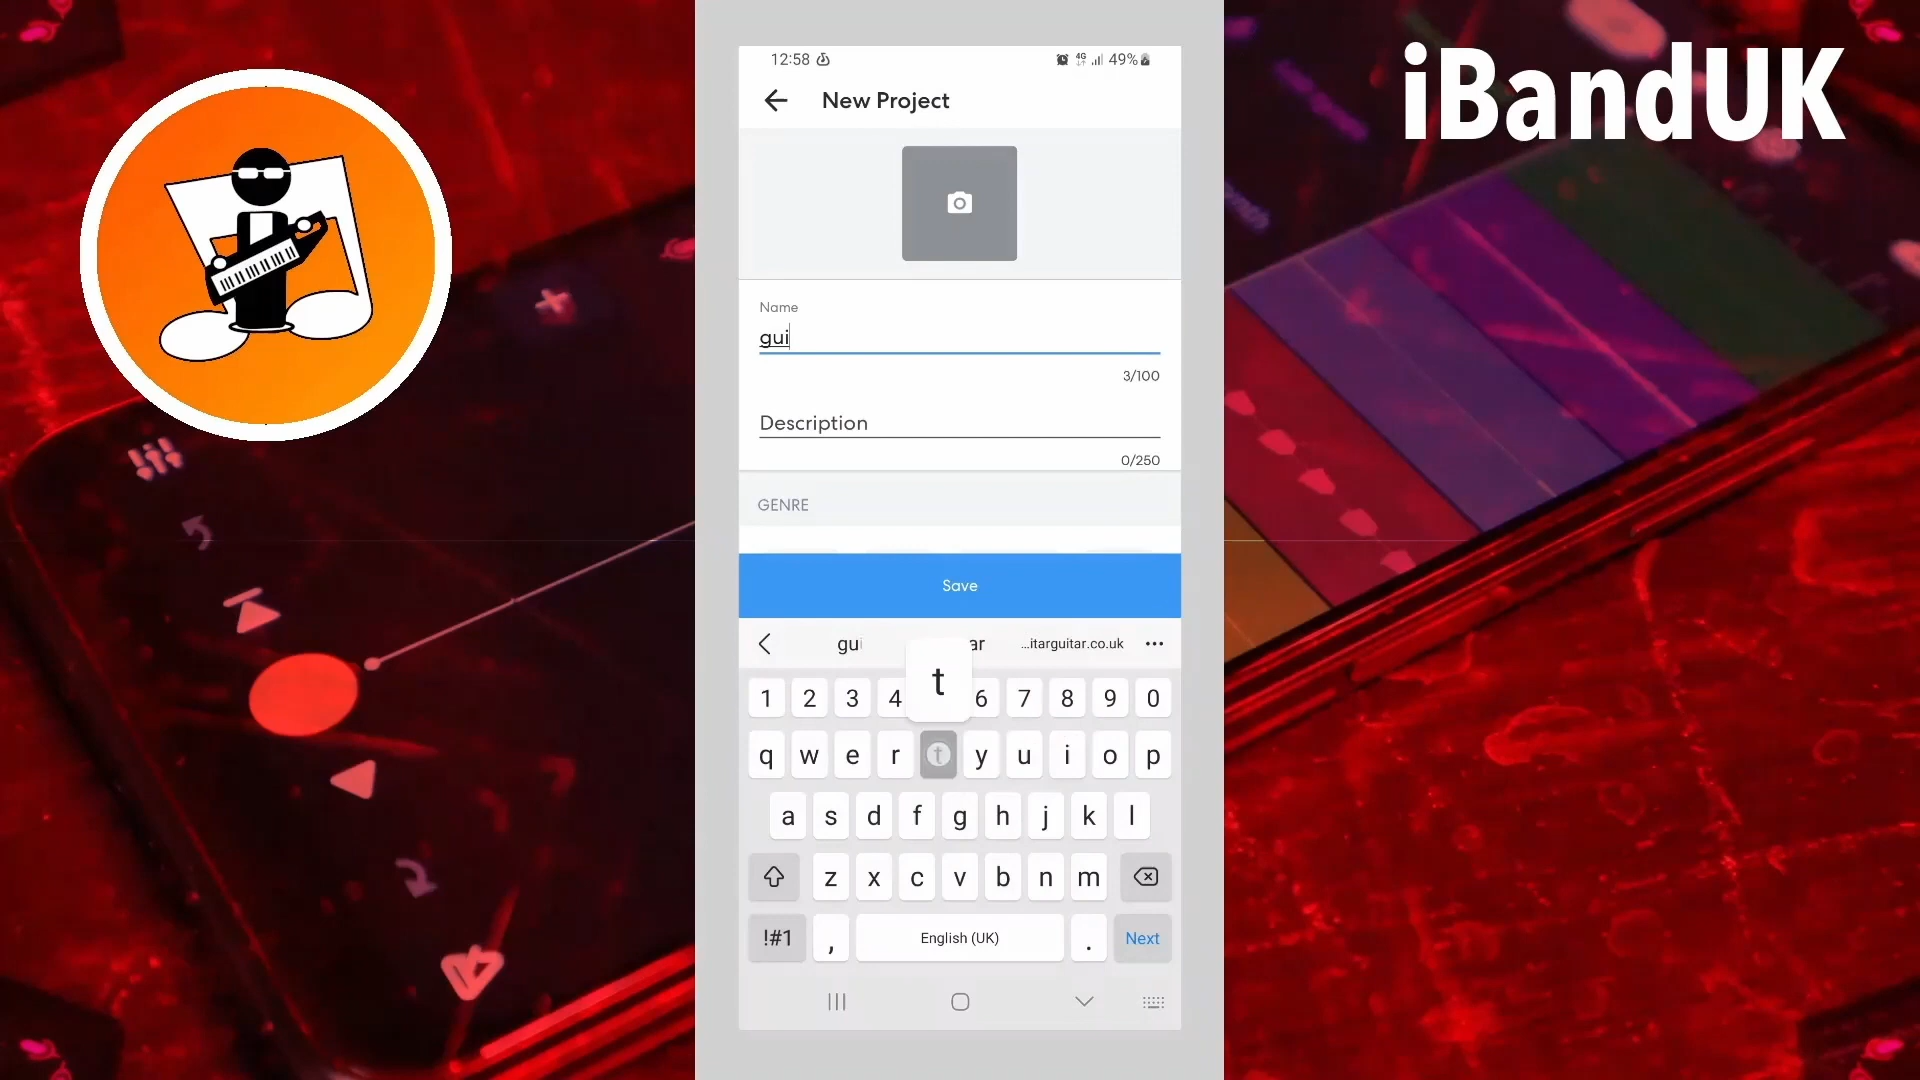 iBandUK
12:58 4G 49%
New Project
Name
gui
3/100
Description
0/250
GENRE
Save
gui ar ...itarguitar.co.uk
t
1 2 3 4 6 7 8 9 0
q w e r t y u i o p
a s d f g h j k l
z x c v b n m
!#1 , English (UK) . Next